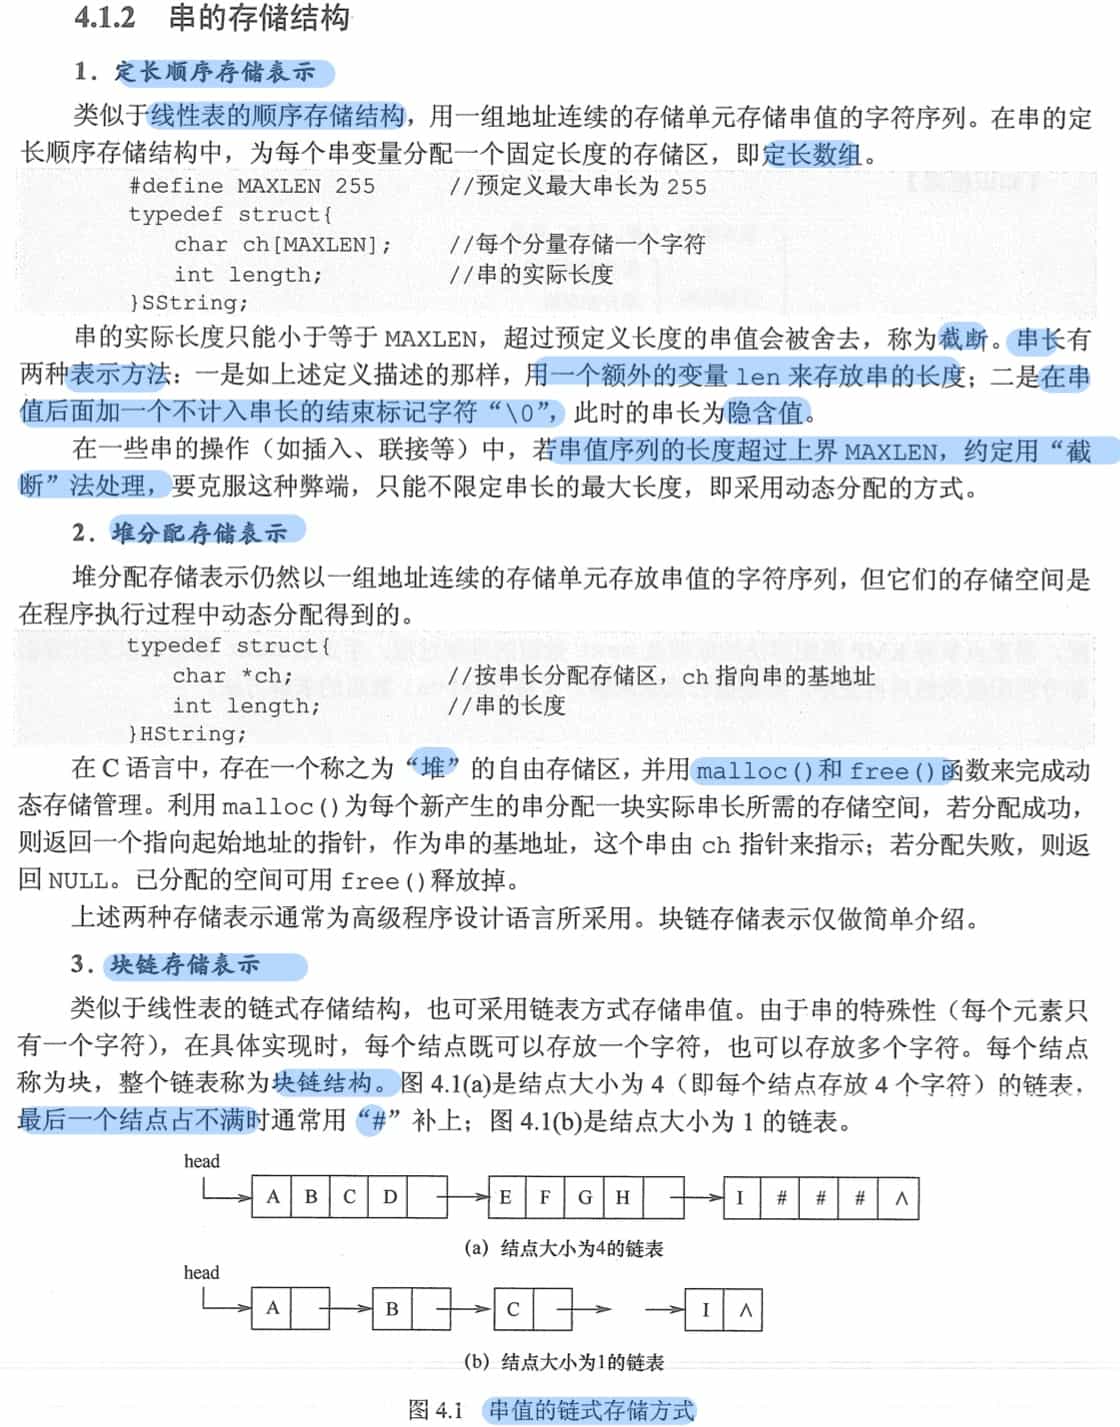 4.1.2 串的存储结构
1. 定长顺序存储表示
类似于线性表的顺序存储结构，用一组地址连续的存储单元存储串值的字符序列。在串的定
长顺序存储结构中，为每个串变量分配一个固定长度的存储区，即定长数组。
#define MAXLEN 255 //预定义最大串长为 255
typedef struct{
char ch[MAXLEN]; //每个分量存储一个字符
int length; //串的实际长度
}SString;
串的实际长度只能小于等于 MAXLEN，超过预定义长度的串值会被舍去，称为截断。串长有
两种表示方法：一是如上述定义描述的那样，用一个额外的变量 len 来存放串的长度；二是在串
值后面加一个不计入串长的结束标记字符“\0”，此时的串长为隐含值。
在一些串的操作（如插入、联接等）中，若串值序列的长度超过上界 MAXLEN，约定用“截
断”法处理，要克服这种弊端，只能不限定串长的最大长度，即采用动态分配的方式。
2. 堆分配存储表示
堆分配存储表示仍然以一组地址连续的存储单元存放串值的字符序列，但它们的存储空间是
在程序执行过程中动态分配得到的。
typedef struct{
char *ch; //按串长分配存储区，ch 指向串的基地址
int length; //串的长度
}HString;
在 C 语言中，存在一个称之为“堆”的自由存储区，并用 malloc()和 free()函数来完成动
态存储管理。利用 malloc()为每个新产生的串分配一块实际串长所需的存储空间，若分配成功，
则返回一个指向起始地址的指针，作为串的基地址，这个串由 ch 指针来指示；若分配失败，则返
回 NULL。已分配的空间可用 free()释放掉。
上述两种存储表示通常为高级程序设计语言所采用。块链存储表示仅做简单介绍。
3. 块链存储表示
类似于线性表的链式存储结构，也可采用链表方式存储串值。由于串的特殊性（每个元素只
有一个字符），在具体实现时，每个结点既可以存放一个字符，也可以存放多个字符。每个结点
称为块，整个链表称为块链结构。图 4.1(a)是结点大小为 4（即每个结点存放 4 个字符）的链表，
最后一个结点占不满时通常用“#”补上；图 4.1(b)是结点大小为 1 的链表。
head
A B C D E F G H I # # # ∧
(a) 结点大小为4的链表
head
A B C I ∧
(b) 结点大小为1的链表
图 4.1 串值的链式存储方式